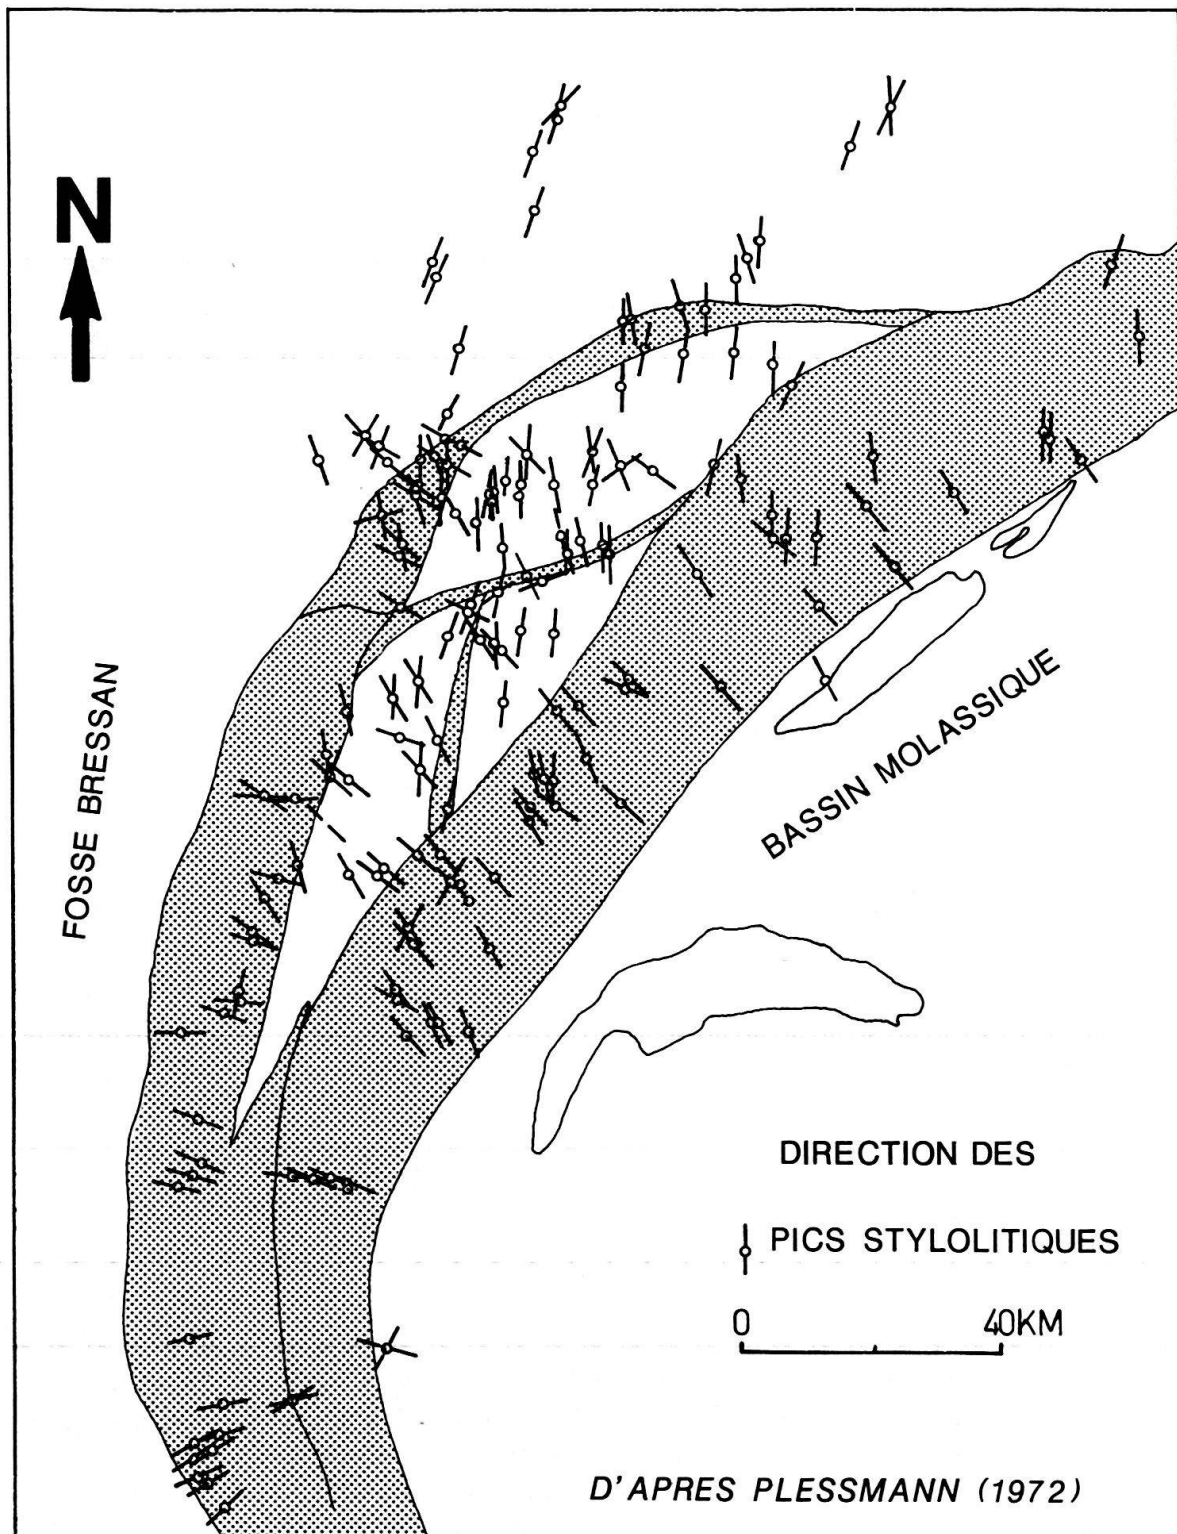 N
FOSSE BRESSAN
BASSIN MOLASSIQUE
DIRECTION DES
PICS STYLOLITIQUES
0 40KM
D'APRES PLESSMANN (1972)